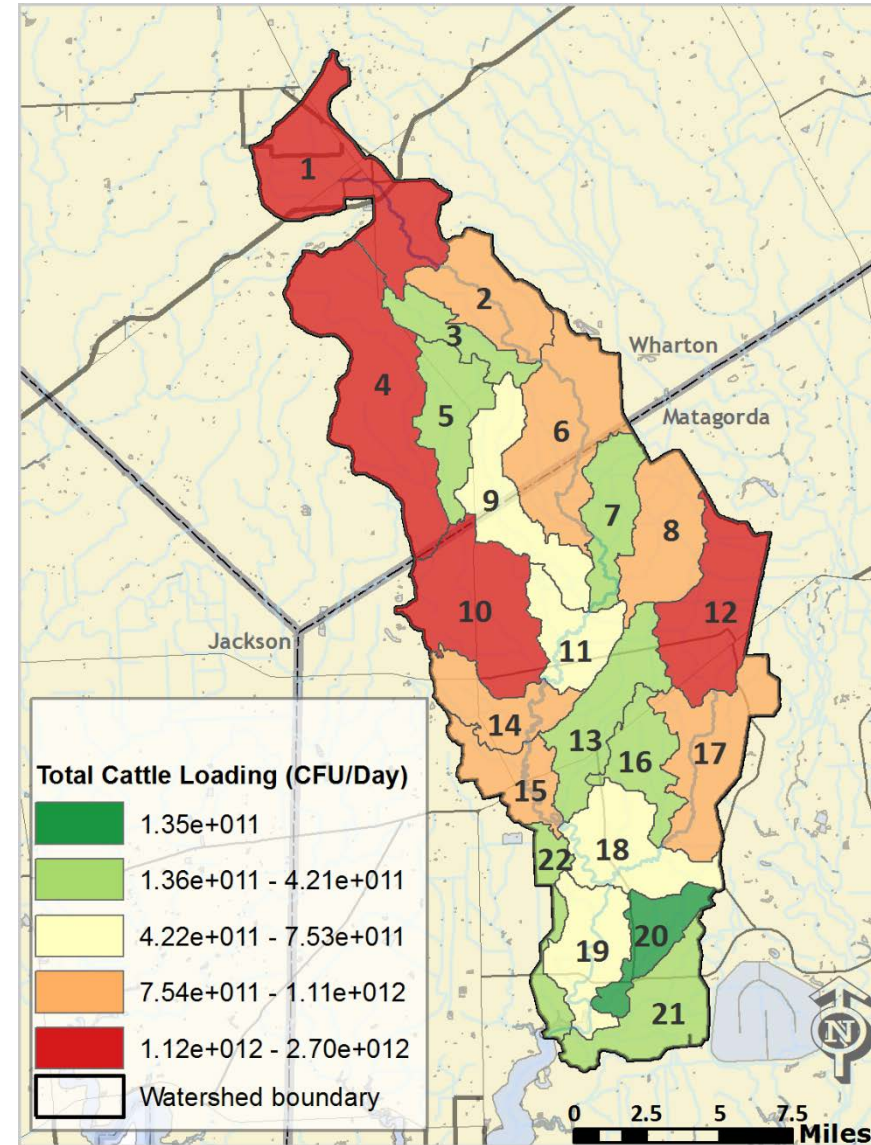 1
2
3
Wharton
4
5
6
Matagorda
9
7
8
10
12
Jackson
11
14
13
16
17
15
22
18
20
19
21
Total Cattle Loading (CFU/Day)
1.35e+011
1.36e+011 - 4.21e+011
4.22e+011 - 7.53e+011
7.54e+011 - 1.11e+012
1.12e+012 - 2.70e+012
Watershed boundary
N
0 2.5 5 7.5
Miles